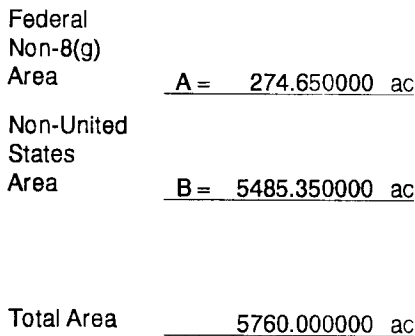 Federal
Non-8(g)
Area A = 274.650000 ac
Non-United
States
Area B = 5485.350000 ac
Total Area 5760.000000 ac